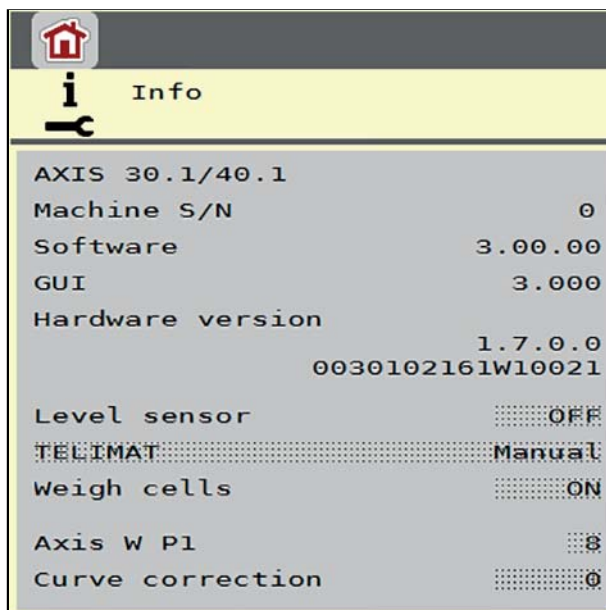 Info
AXIS 30.1/40.1
Machine S/N 0
Software 3.00.00
GUI 3.000
Hardware version
1.7.0.0
0030102161W10021
Level sensor OFF
TELIMAT Manual
Weigh cells ON
Axis W P1 8
Curve correction 0